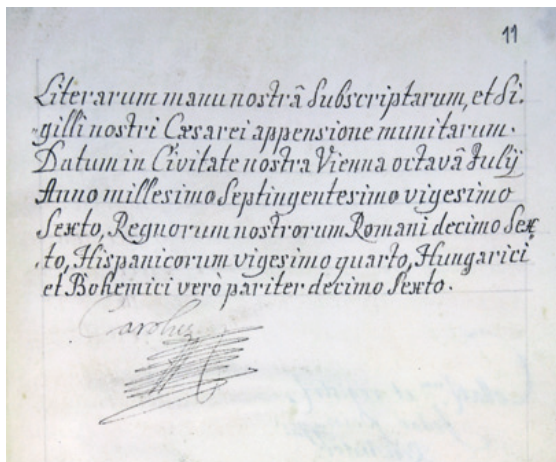 11
Literarum manu nostrâ Subscriptarum, et Si.
gilli nostri Cæsarei appensione munitarum.
Datum in Civitate nostra Vienna octavâ Julÿ
Anno millesimo Septingentesimo vigesimo
Sexto, Regnorum nostrorum Romani decimo Sex
to, Hispanicorum vigesimo quarto, Hungarici
et Bohemici verò pariter decimo Sexto.
Carolus